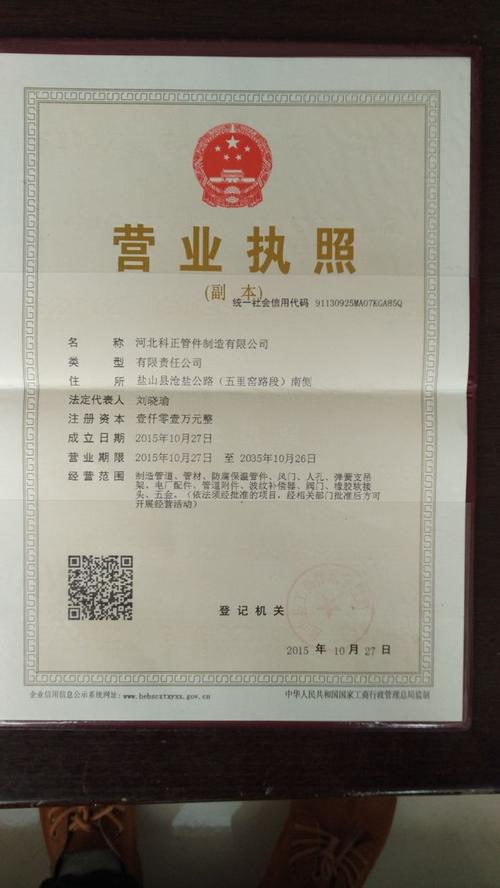 营业执照
(副 本)
统一社会信用代码 91130925MA07KGA85Q
名 称 河北科正管件制造有限公司
类 型 有限责任公司
住 所 盐山县沧盐公路（五里窑路段）南侧
法定代表人 刘晓瑜
注册资本 壹仟零壹万元整
成立日期 2015年10月27日
营业期限 2015年10月27日 至 2035年10月26日
经营范围 制造管道、管材、防腐保温管件、风门、人孔、弹簧支吊
架、电厂配件、管道附件、波纹补偿器、阀门、橡胶软接
头、五金。（依法须经批准的项目，经相关部门批准后方可
开展经营活动）
登记机关
2015 年 10 月 27 日
企业信用信息公示系统网址：www.hebscztxyxx.gov.cn
中华人民共和国国家工商行政管理总局监制